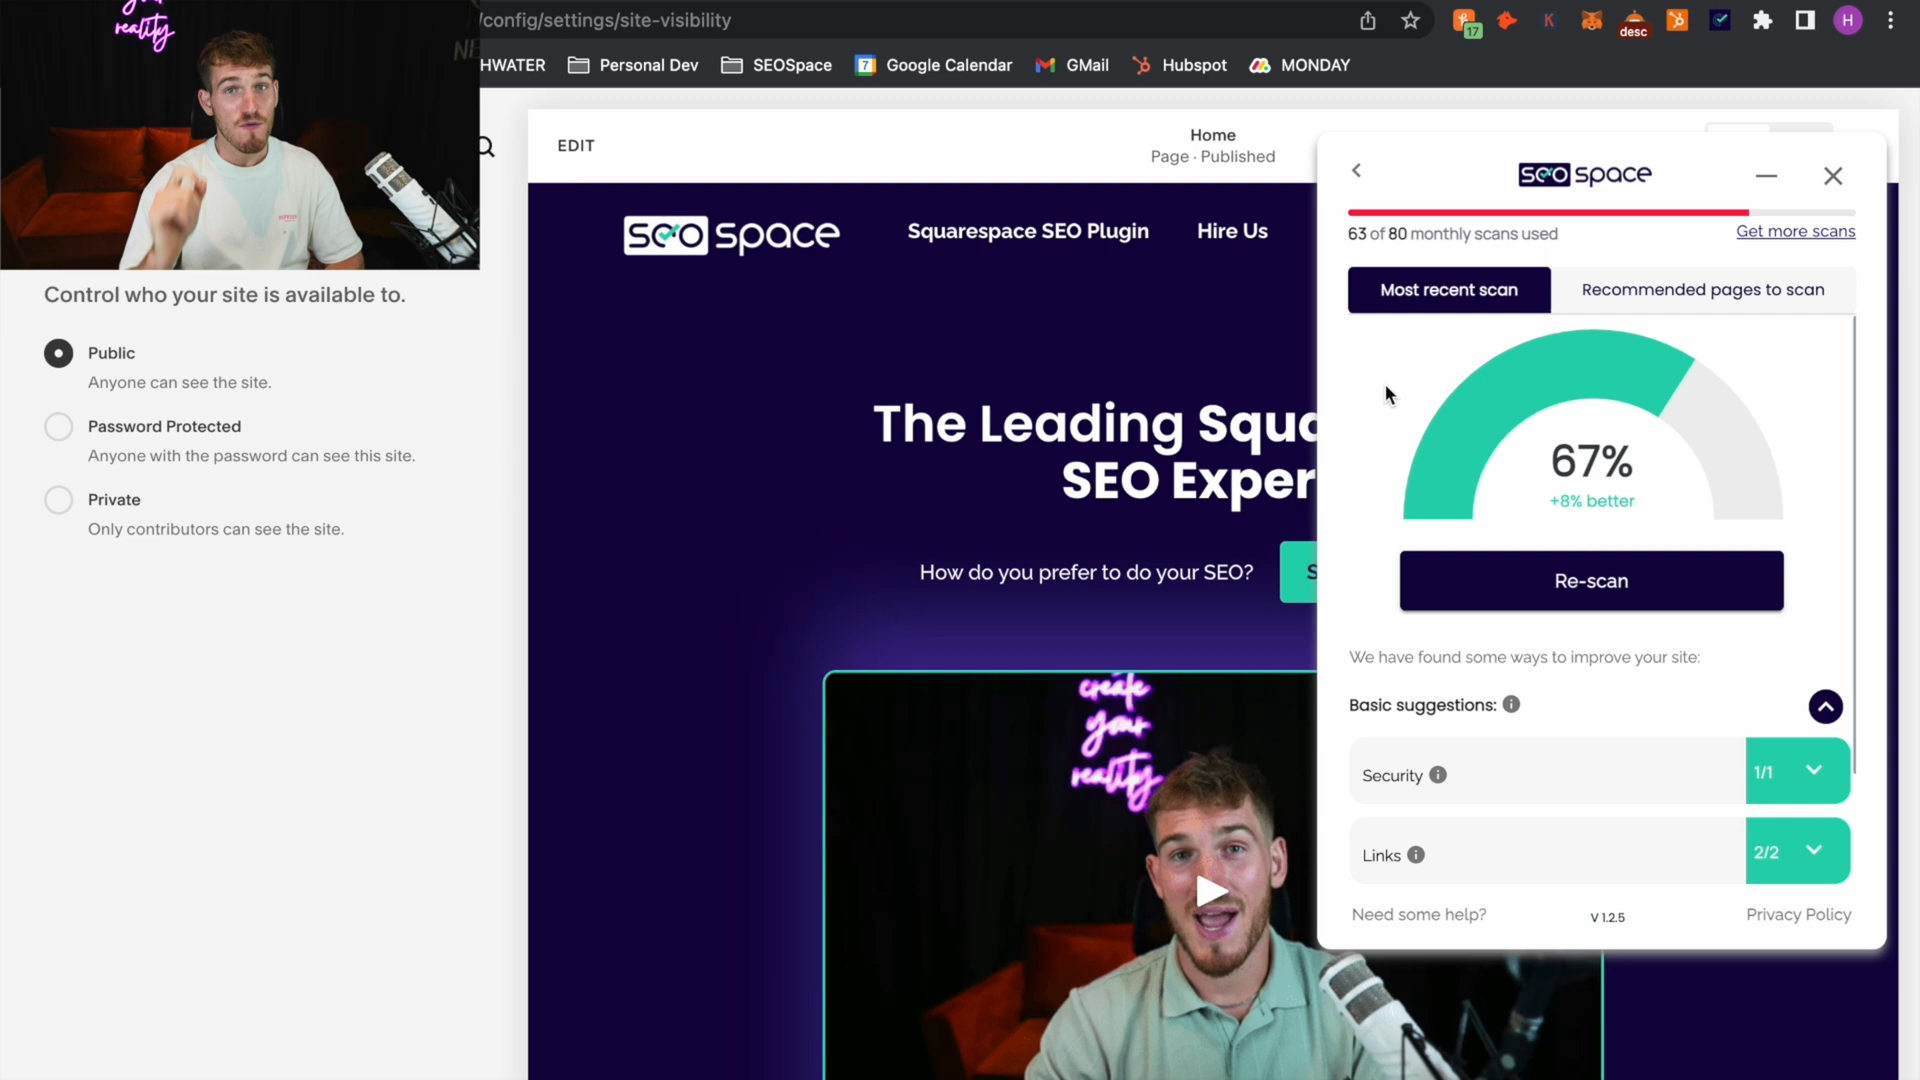 your
reality
/config/settings/site-visibility
17
desc
H
HWATER
Personal Dev
SEOSpace
7
Google Calendar
GMail
Hubspot
MONDAY
Control who your site is available to.
Public
Anyone can see the site.
Password Protected
Anyone with the password can see this site.
Private
Only contributors can see the site.
EDIT
Home
Page · Published
seo space
Squarespace SEO Plugin
Hire Us
The Leading Squa
SEO Exper
How do you prefer to do your SEO?
S
create
your
reality
seo space
63 of 80 monthly scans used
Get more scans
Most recent scan
Recommended pages to scan
67%
+8% better
Re-scan
We have found some ways to improve your site:
Basic suggestions:
Security
1/1
Links
2/2
Need some help?
V 1.2.5
Privacy Policy